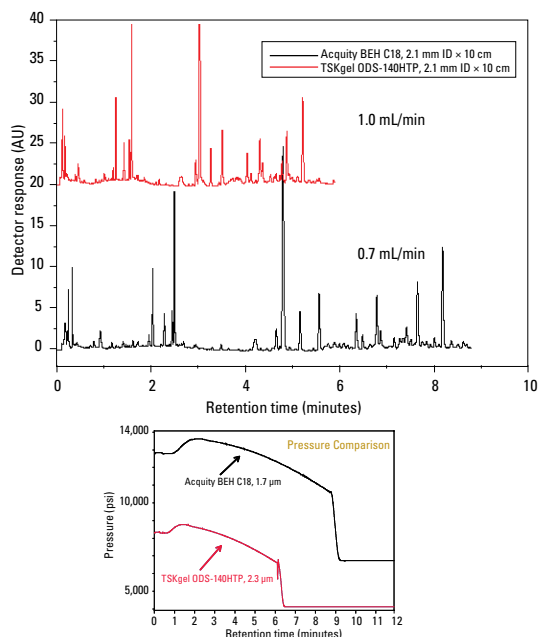 40
35
30
25
20
15
10
5
0
Detector response (AU)
Acquity BEH C18, 2.1 mm ID × 10 cm
TSKgel ODS-140HTP, 2.1 mm ID × 10 cm
1.0 mL/min
0.7 mL/min
0 2 4 6 8 10
Retention time (minutes)
14,000
10,000
5,000
Pressure (psi)
Pressure Comparison
Acquity BEH C18, 1.7 µm
TSKgel ODS-140HTP, 2.3 µm
0 1 2 3 4 5 6 7 8 9 10 11 12
Retention time (minutes)